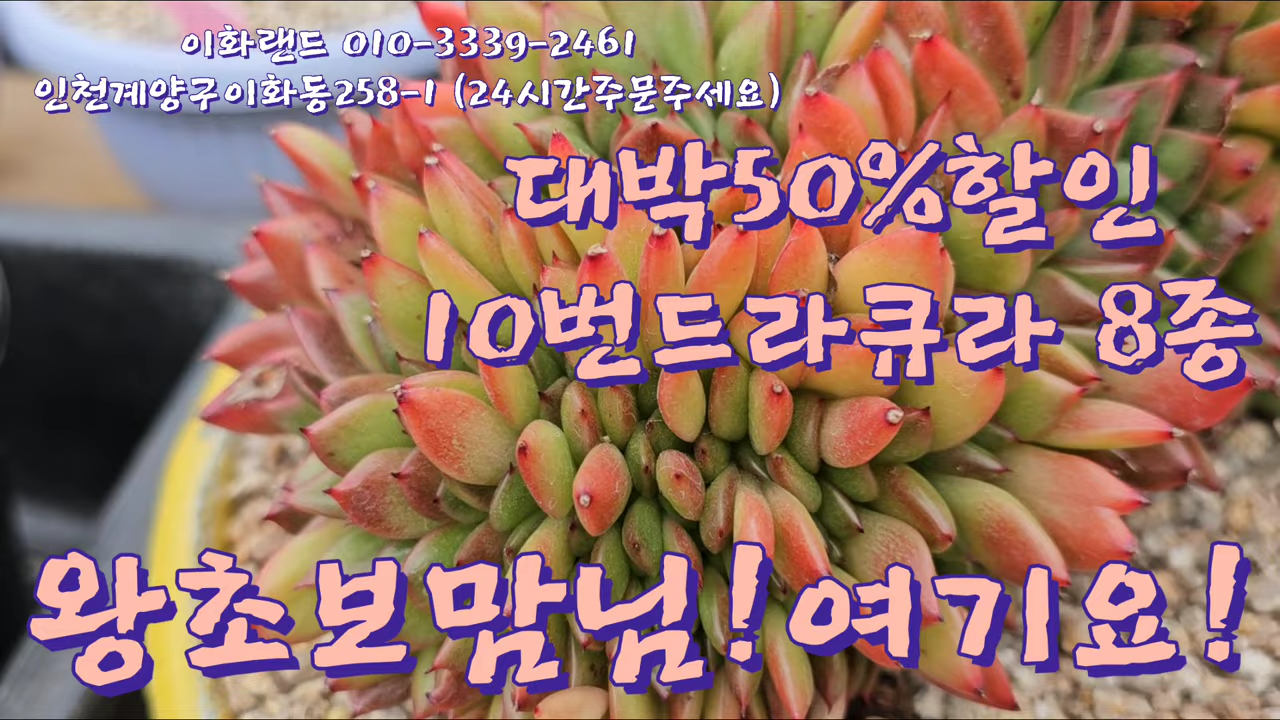 이화랜드 010-3339-2461
인천계양구이화동258-1 (24시간주문주세요)
대박50%할인
10번드라큐라 8종
왕초보맘님!여기요!